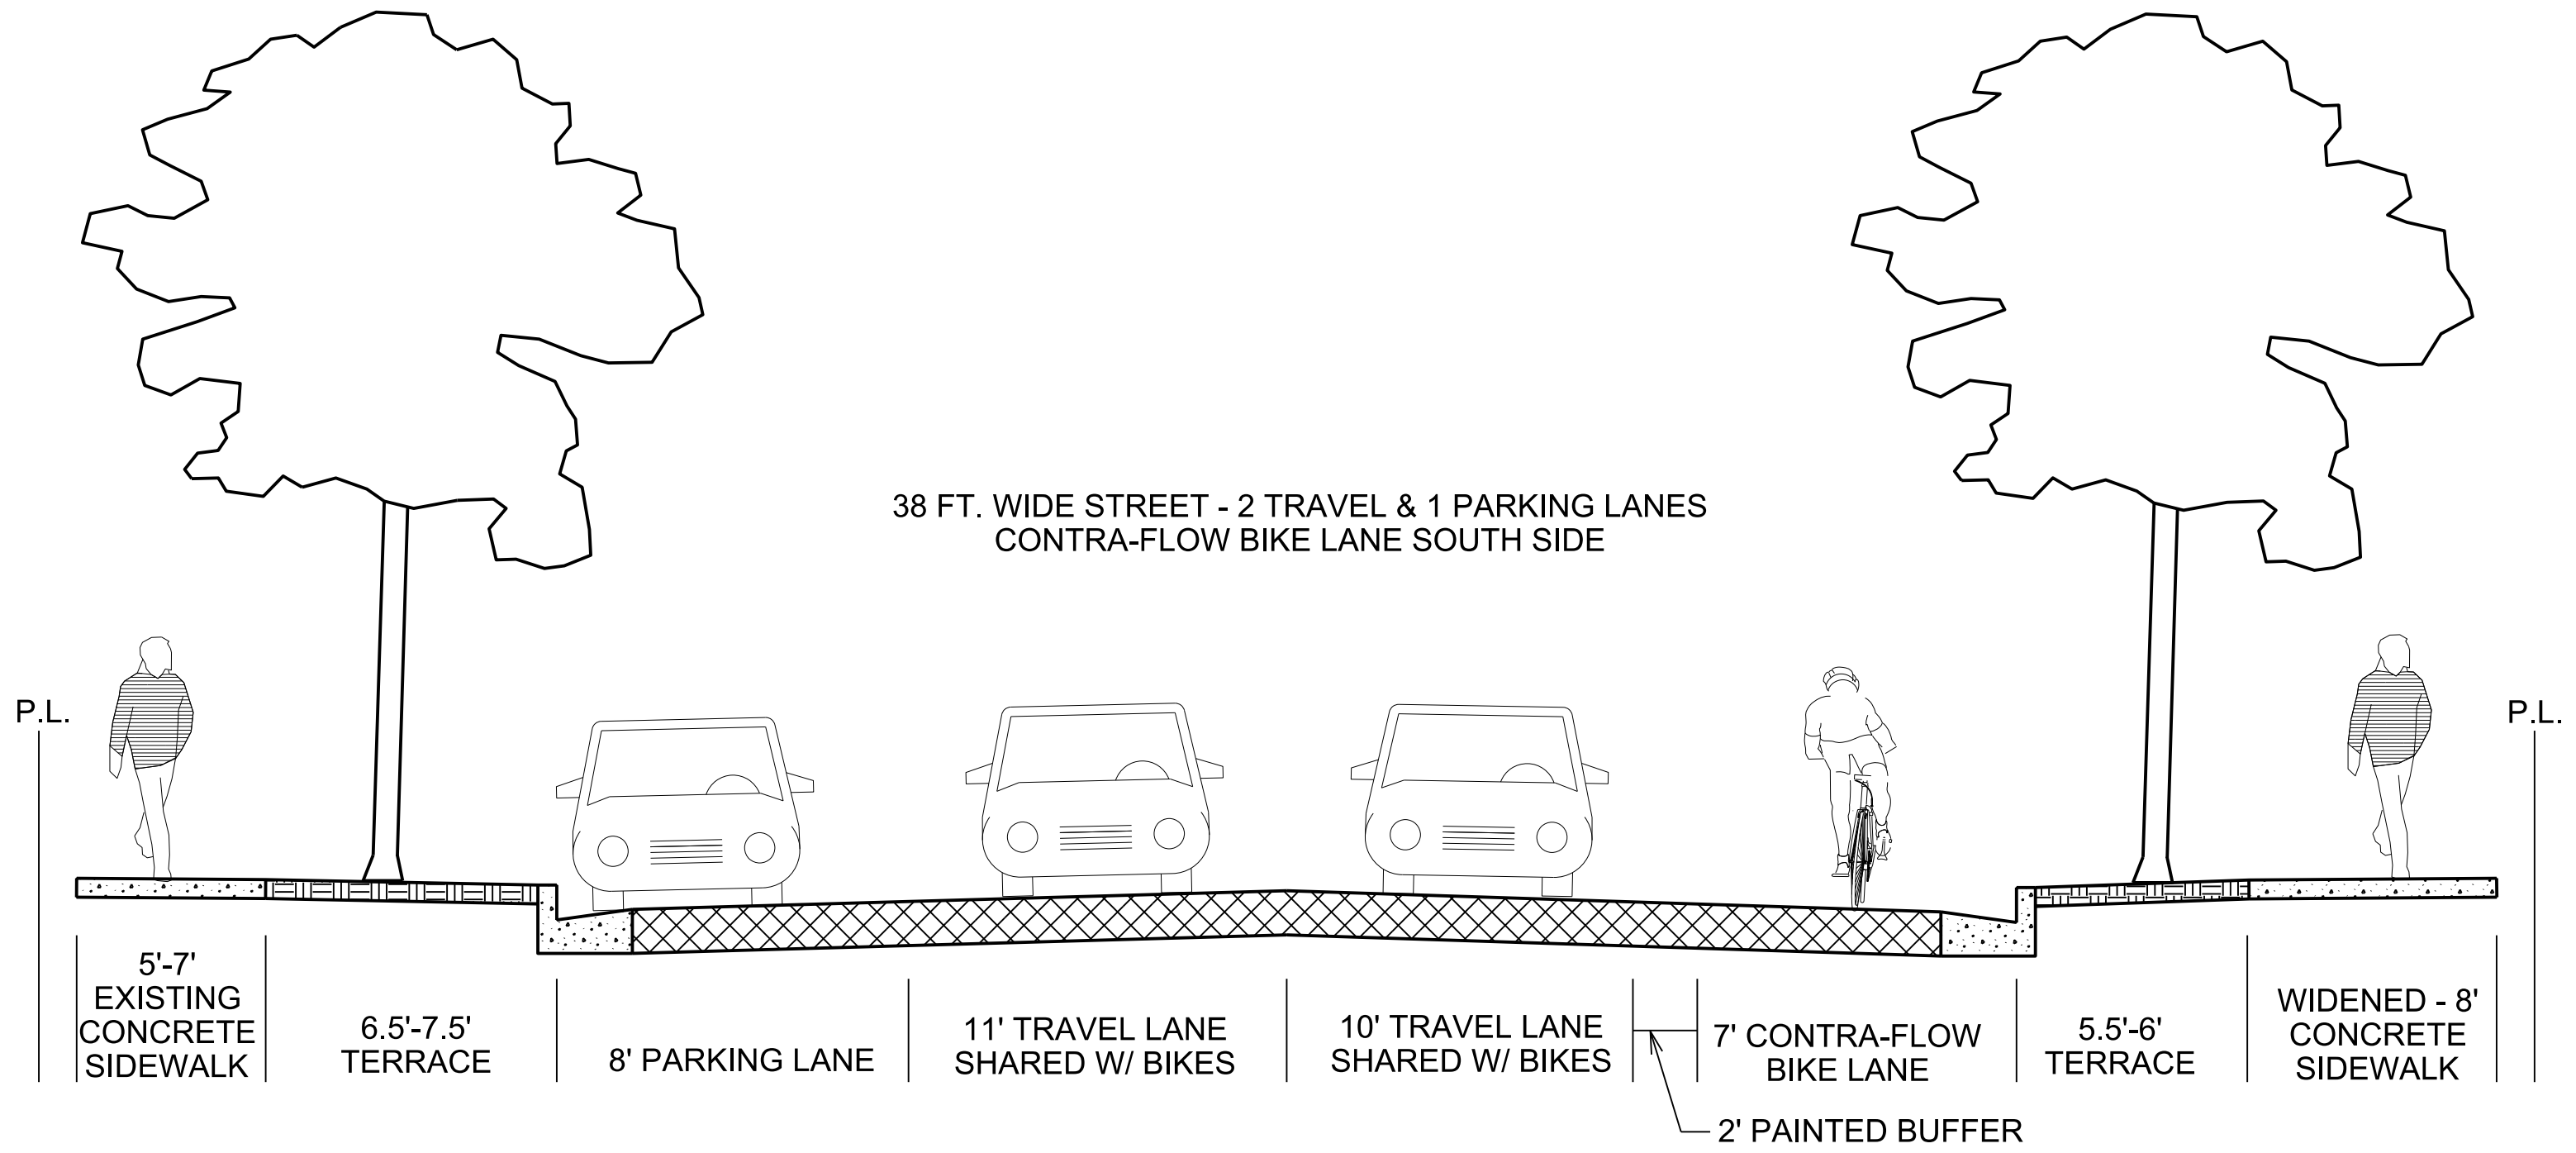 38 FT. WIDE STREET - 2 TRAVEL & 1 PARKING LANES
CONTRA-FLOW BIKE LANE SOUTH SIDE
P.L.
P.L.
5'-7'
EXISTING
CONCRETE
SIDEWALK
6.5'-7.5'
TERRACE
8' PARKING LANE
11' TRAVEL LANE
SHARED W/ BIKES
10' TRAVEL LANE
SHARED W/ BIKES
7' CONTRA-FLOW
BIKE LANE
5.5'-6'
TERRACE
WIDENED - 8'
CONCRETE
SIDEWALK
2' PAINTED BUFFER